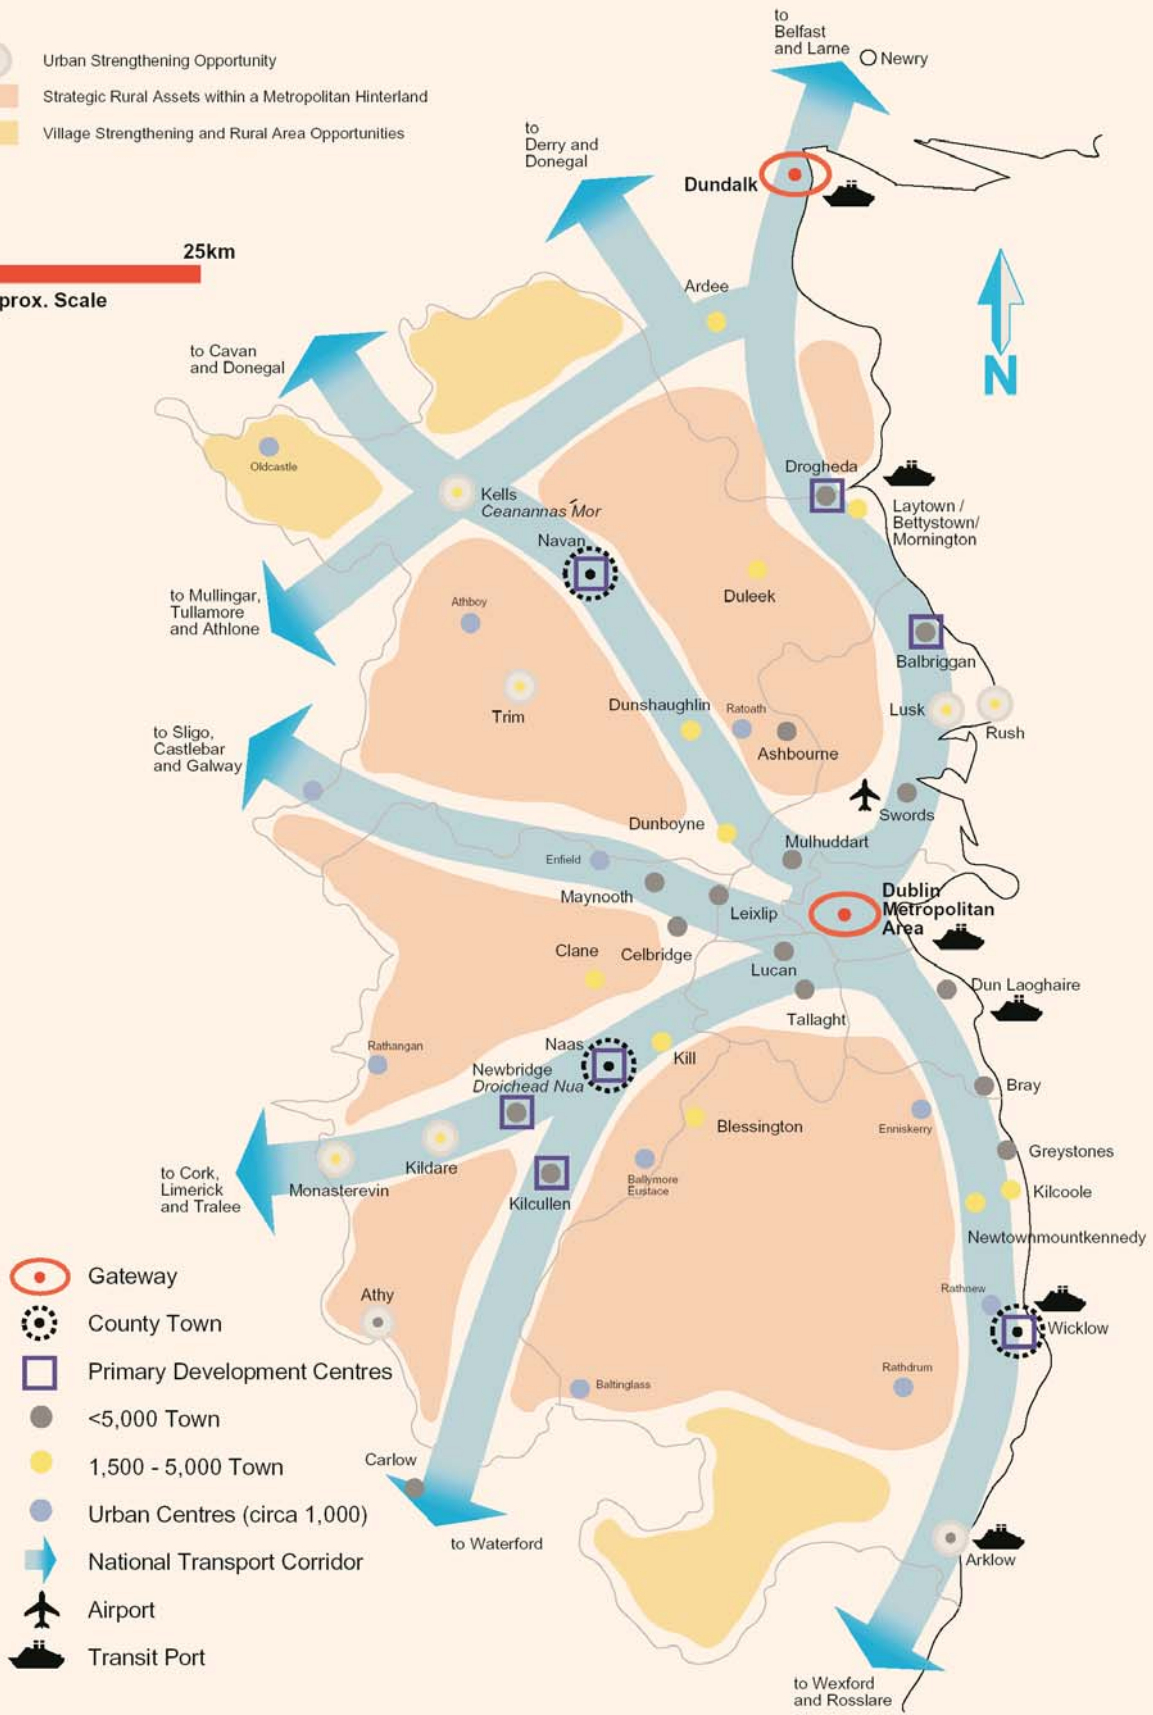 to
Belfast
and Larne
Newry
Urban Strengthening Opportunity
Strategic Rural Assets within a Metropolitan Hinterland
Village Strengthening and Rural Area Opportunities
to
Derry and
Donegal
Dundalk
25km
prox. Scale
N
Ardee
to Cavan
and Donegal
Oldcastle
Kells
Ceanannas Mór
Drogheda
Laytown /
Bettystown/
Mornington
Navan
Duleek
to Mullingar,
Tullamore
and Athlone
Athboy
Balbriggan
Trim
Dunshaughlin
Ratoath
Ashbourne
Lusk
Rush
to Sligo,
Castlebar
and Galway
Swords
Dunboyne
Mulhuddart
Enfield
Maynooth
Leixlip
Dublin
Metropolitan
Area
Clane
Celbridge
Lucan
Tallaght
Dun Laoghaire
Rathangan
Naas
Kill
Newbridge
Droichead Nua
Bray
Blessington
Enniskerry
Greystones
Kildare
Monasterevin
to Cork,
Limerick
and Tralee
Kilcullen
Ballymore
Eustace
Kilcoole
Newtownmountkennedy
Rathnew
Wicklow
Athy
Rathdrum
Baltinglass
Carlow
to Waterford
Arklow
to Wexford
and Rosslare
Gateway
County Town
Primary Development Centres
<5,000 Town
1,500 - 5,000 Town
Urban Centres (circa 1,000)
National Transport Corridor
Airport
Transit Port